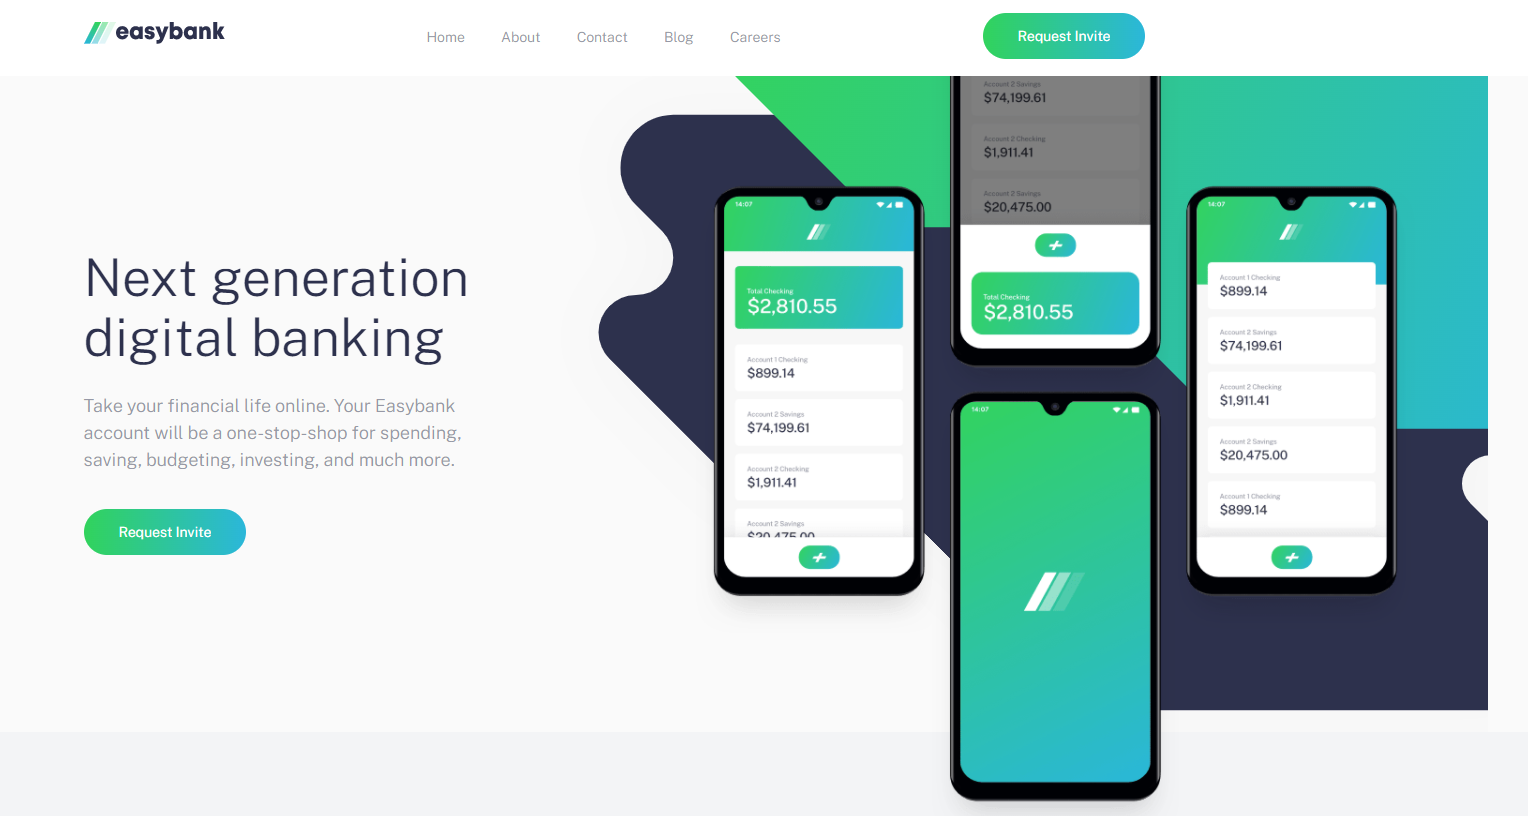 easybank
Home
About
Contact
Blog
Careers
Request Invite
Next generation
digital banking
Take your financial life online. Your Easybank
account will be a one-stop-shop for spending,
saving, budgeting, investing, and much more.
Request Invite
14:07
Total Checking
$2,810.55
Account 1 Checking
$899.14
Account 2 Savings
$74,199.61
Account 2 Checking
$1,911.41
Account 2 Savings
$20,475.00
Account 2 Savings
$74,199.61
Account 2 Checking
$1,911.41
Account 2 Savings
$20,475.00
Total Checking
$2,810.55
14:07
14:07
Account 1 Checking
$899.14
Account 2 Savings
$74,199.61
Account 2 Checking
$1,911.41
Account 2 Savings
$20,475.00
Account 1 Checking
$899.14